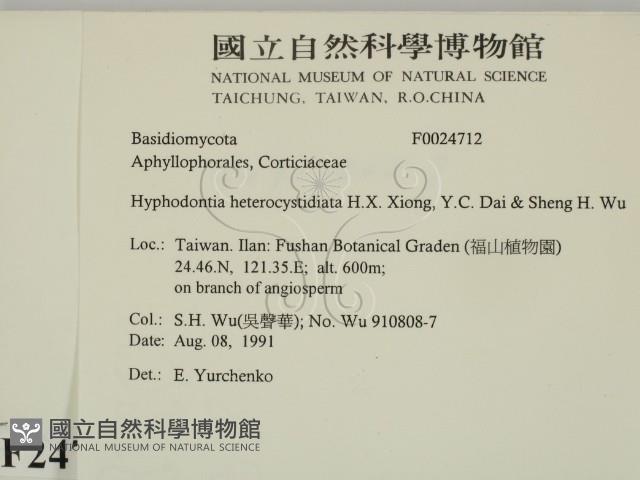 國立自然科學博物館
NATIONAL MUSEUM OF NATURAL SCIENCE
TAICHUNG, TAIWAN, R.O.CHINA
Basidiomycota F0024712
Aphyllophorales, Corticiaceae
Hyphodontia heterocystidiata H.X. Xiong, Y.C. Dai & Sheng H. Wu
Loc.: Taiwan. Ilan: Fushan Botanical Graden (福山植物園)
24.46.N, 121.35.E; alt. 600m;
on branch of angiosperm
Col.: S.H. Wu(吳聲華); No. Wu 910808-7
Date: Aug. 08, 1991
Det.: E. Yurchenko
國立自然科學博物館
NATIONAL MUSEUM OF NATURAL SCIENCE
F24